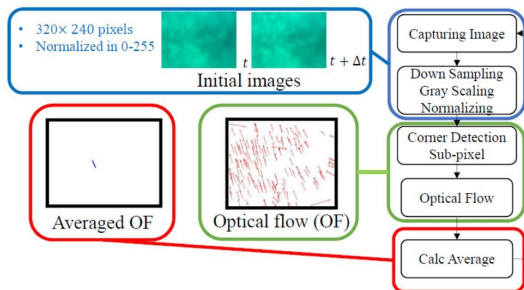 • 320× 240 pixels
• Normalized in 0-255
t
t + Δt
Initial images
Capturing Image
Down Sampling
Gray Scaling
Normalizing
Corner Detection
Sub-pixel
Optical Flow
Averaged OF
Optical flow (OF)
Calc Average